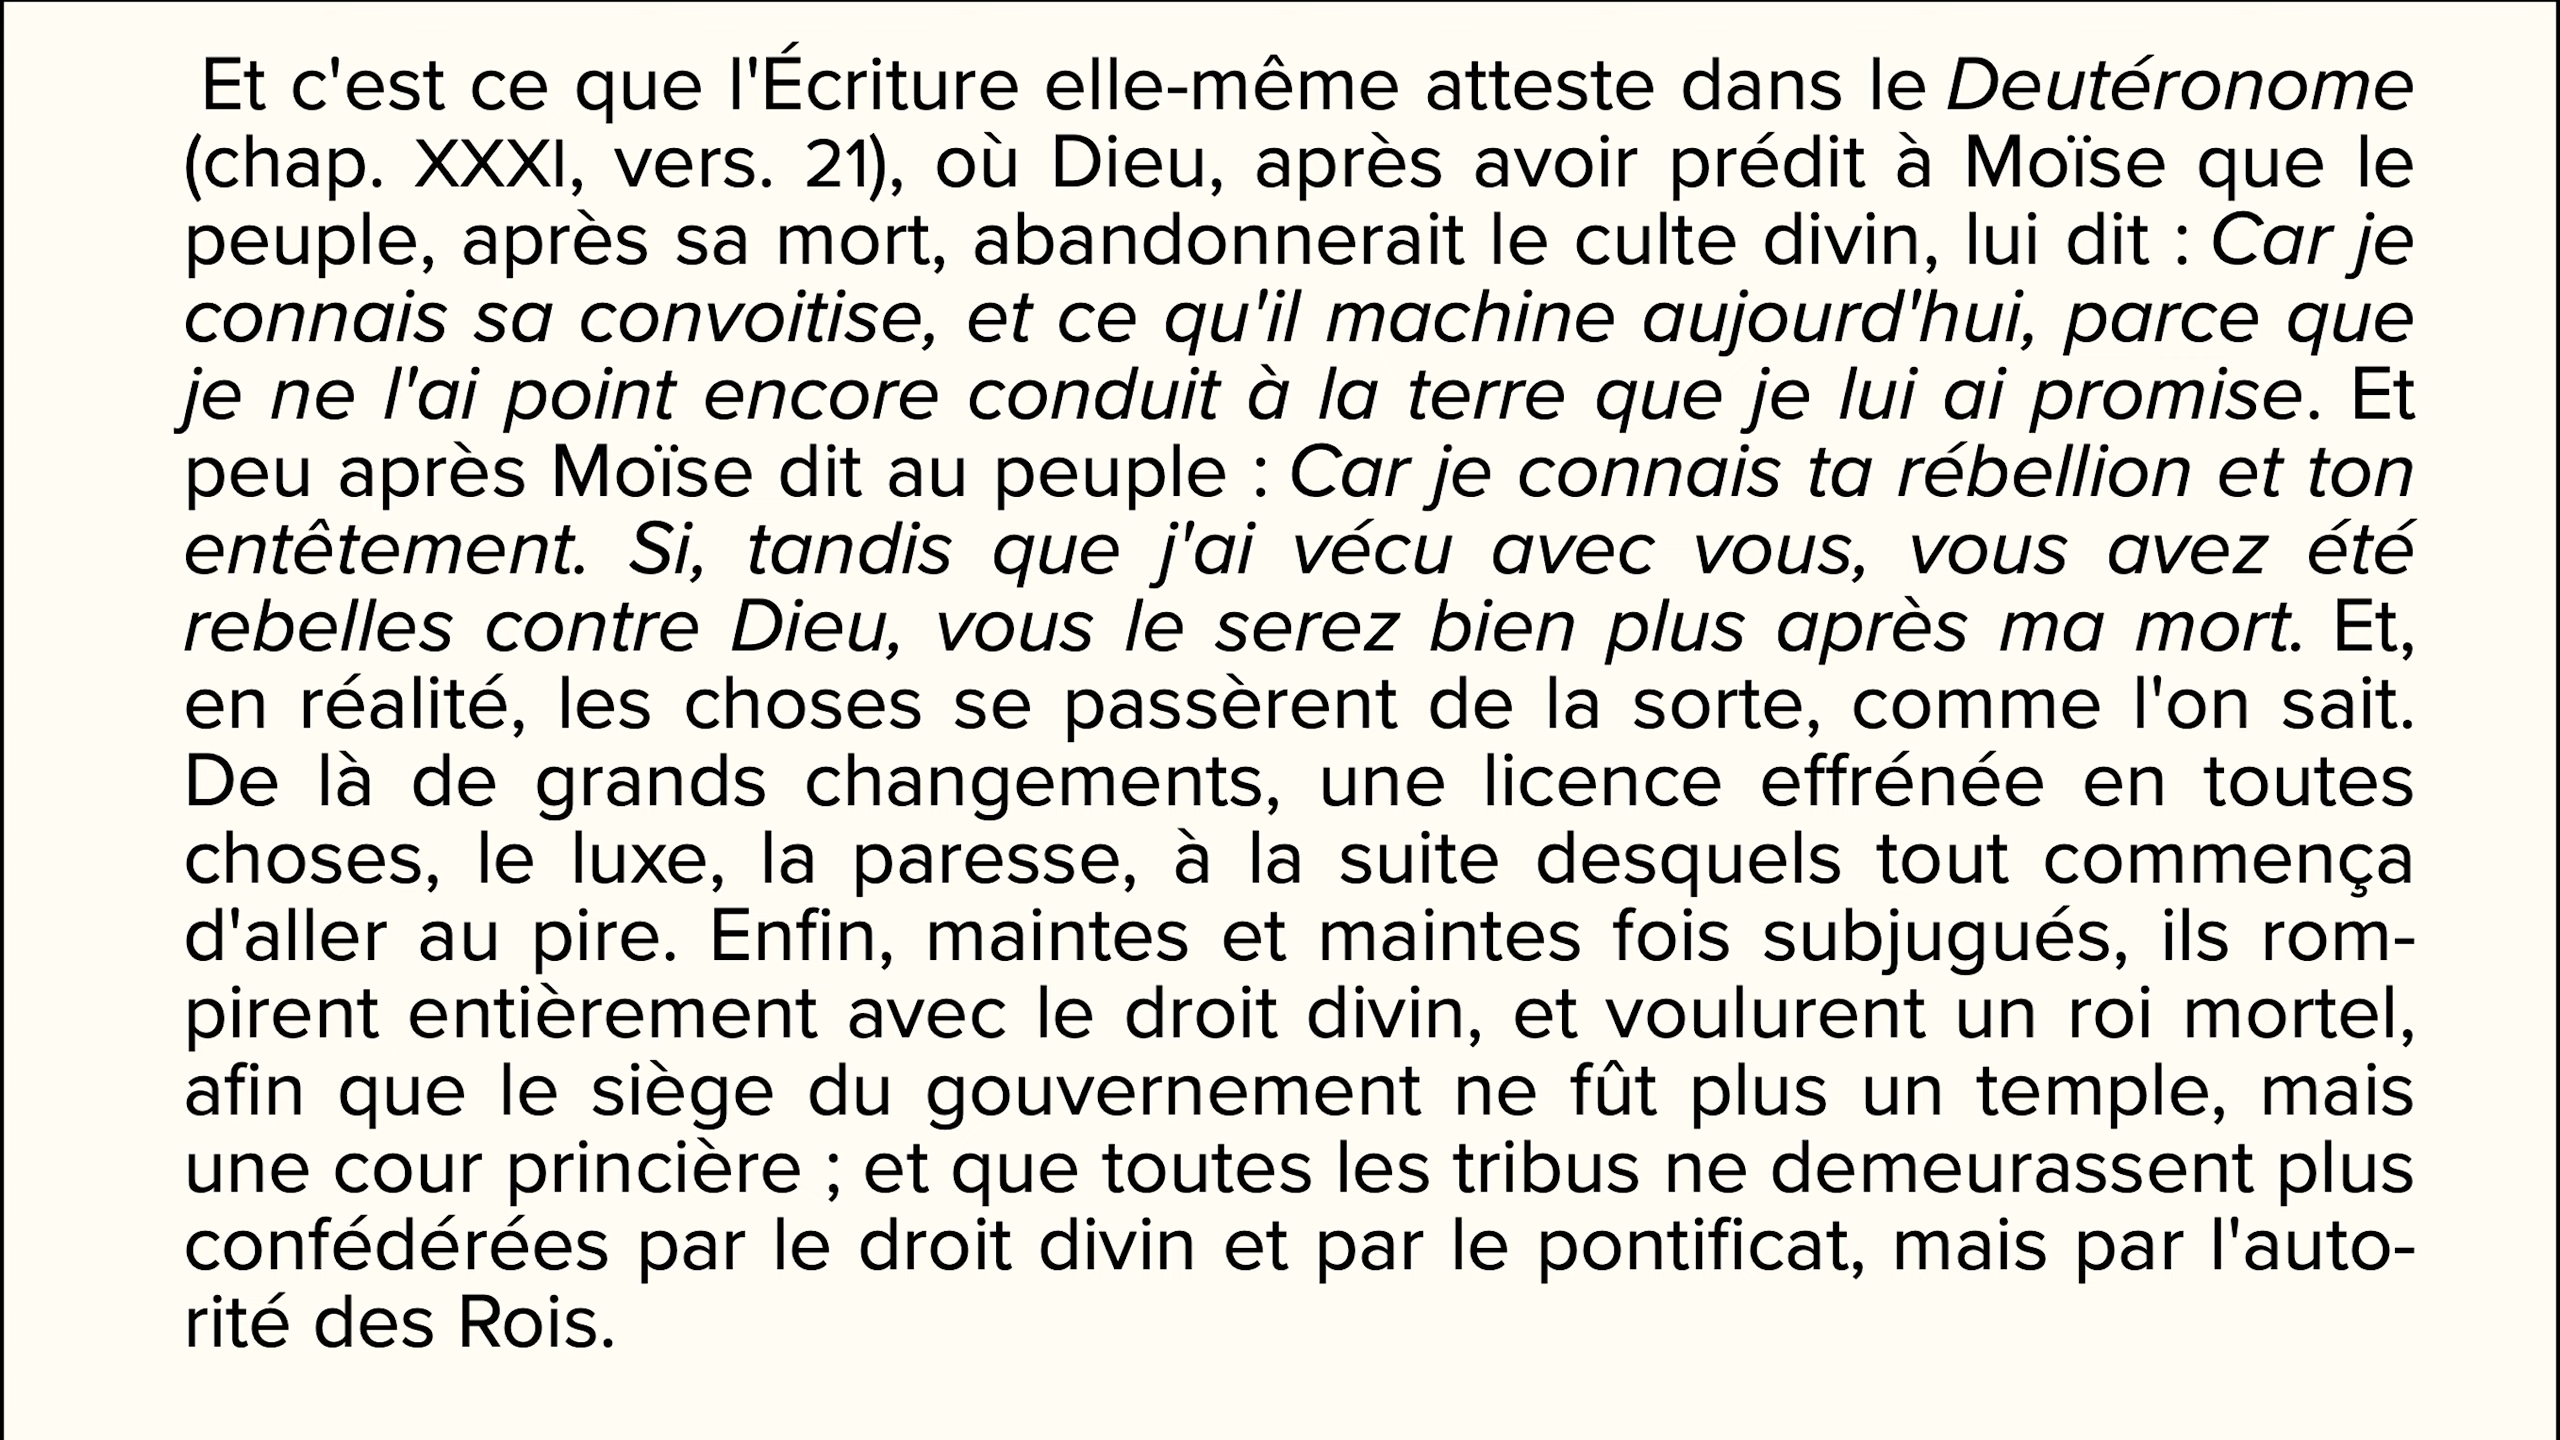 Et c'est ce que l'Écriture elle-même atteste dans le Deutéronome
(chap. XXXI, vers. 21), où Dieu, après avoir prédit à Moïse que le
peuple, après sa mort, abandonnerait le culte divin, lui dit : Car je
connais sa convoitise, et ce qu'il machine aujourd'hui, parce que
je ne l'ai point encore conduit à la terre que je lui ai promise. Et
peu après Moïse dit au peuple : Car je connais ta rébellion et ton
entêtement. Si, tandis que j'ai vécu avec vous, vous avez été
rebelles contre Dieu, vous le serez bien plus après ma mort. Et,
en réalité, les choses se passèrent de la sorte, comme l'on sait.
De là de grands changements, une licence effrénée en toutes
choses, le luxe, la paresse, à la suite desquels tout commença
d'aller au pire. Enfin, maintes et maintes fois subjugués, ils rom-
pirent entièrement avec le droit divin, et voulurent un roi mortel,
afin que le siège du gouvernement ne fût plus un temple, mais
une cour princière ; et que toutes les tribus ne demeurassent plus
confédérées par le droit divin et par le pontificat, mais par l'auto-
rité des Rois.